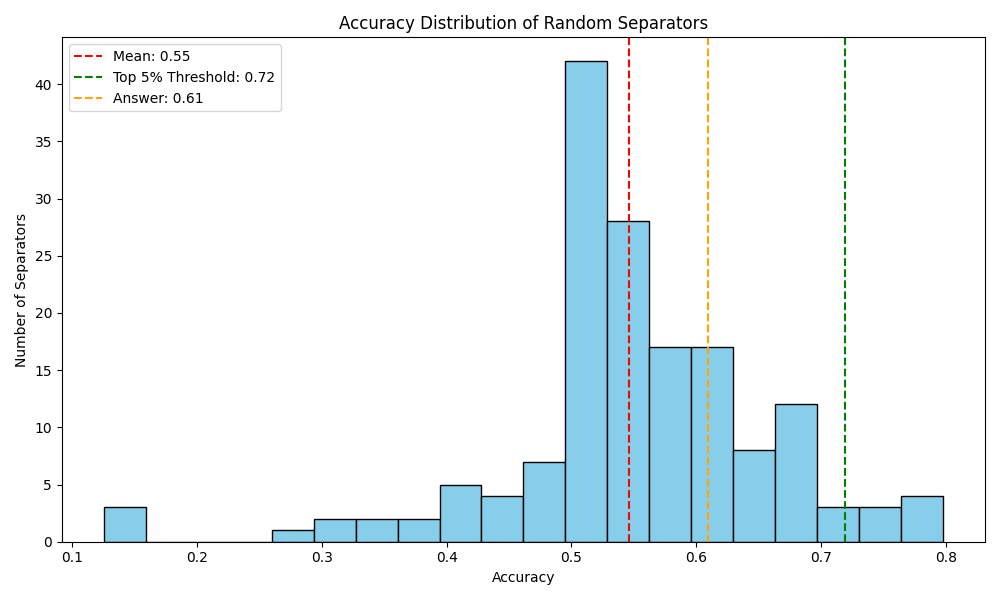 Accuracy Distribution of Random Separators
Mean: 0.55
Top 5% Threshold: 0.72
Answer: 0.61
Number of Separators
40
35
30
25
20
15
10
5
0
0.1 0.2 0.3 0.4 0.5 0.6 0.7 0.8
Accuracy